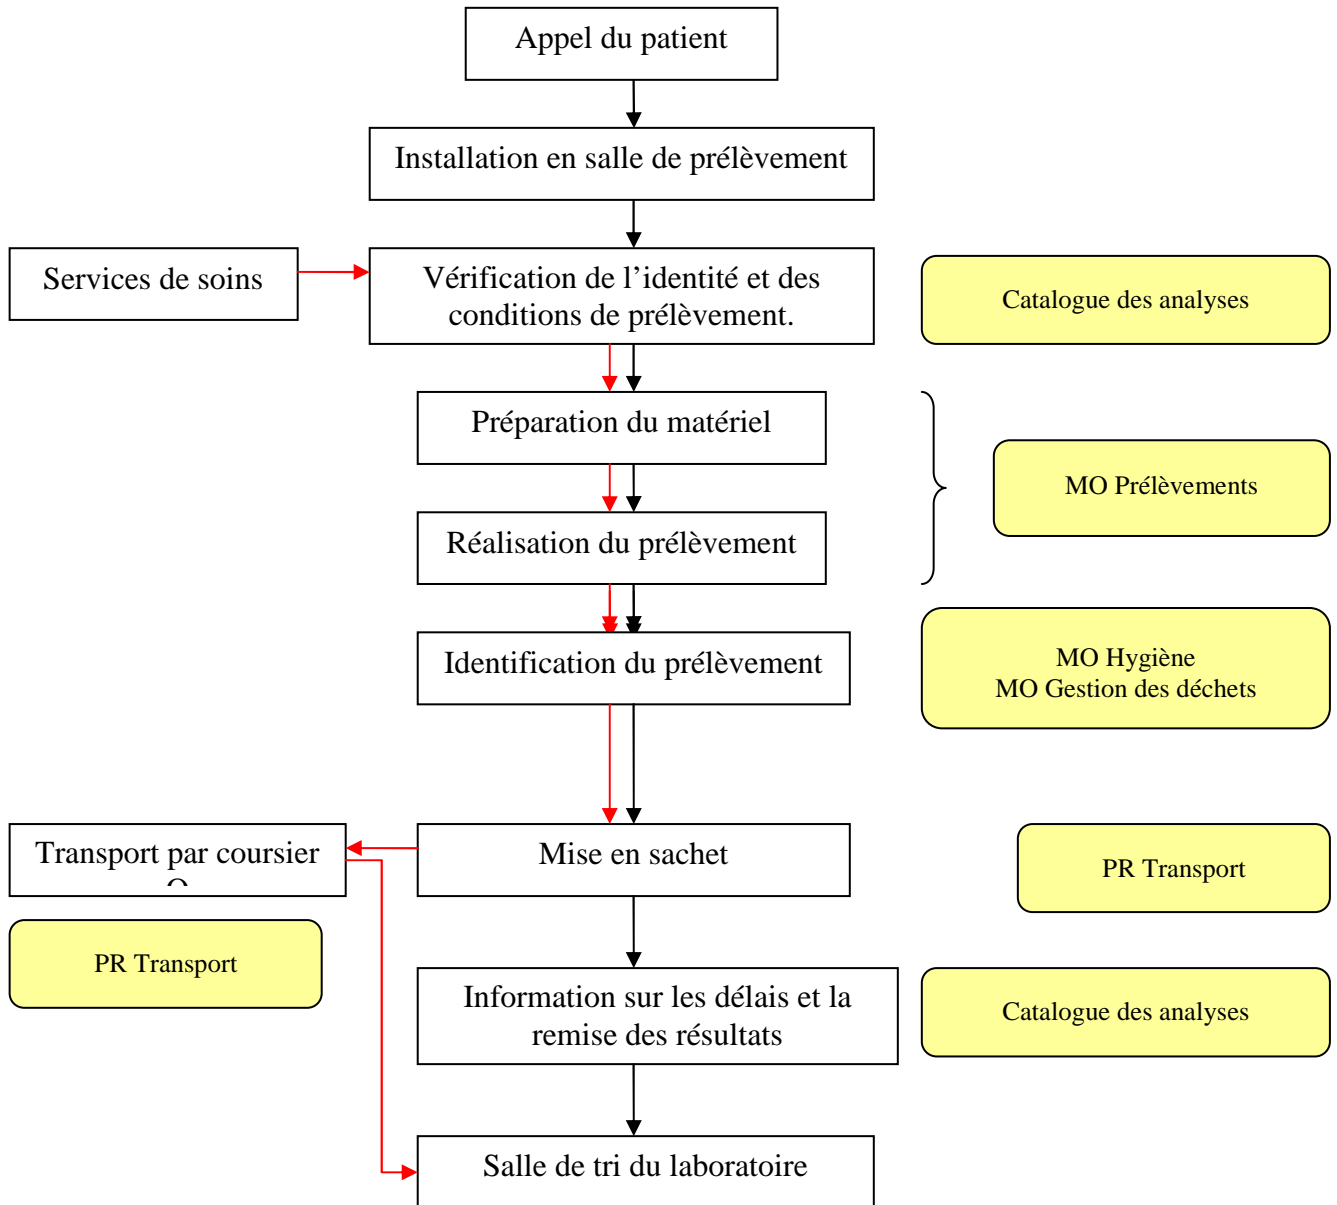 Appel du patient
Installation en salle de prélèvement
Services de soins
Vérification de l’identité et des
conditions de prélèvement.
Catalogue des analyses
Préparation du matériel
MO Prélèvements
Réalisation du prélèvement
Identification du prélèvement
MO Hygiène
MO Gestion des déchets
Transport par coursier
Mise en sachet
PR Transport
PR Transport
Information sur les délais et la
remise des résultats
Catalogue des analyses
Salle de tri du laboratoire